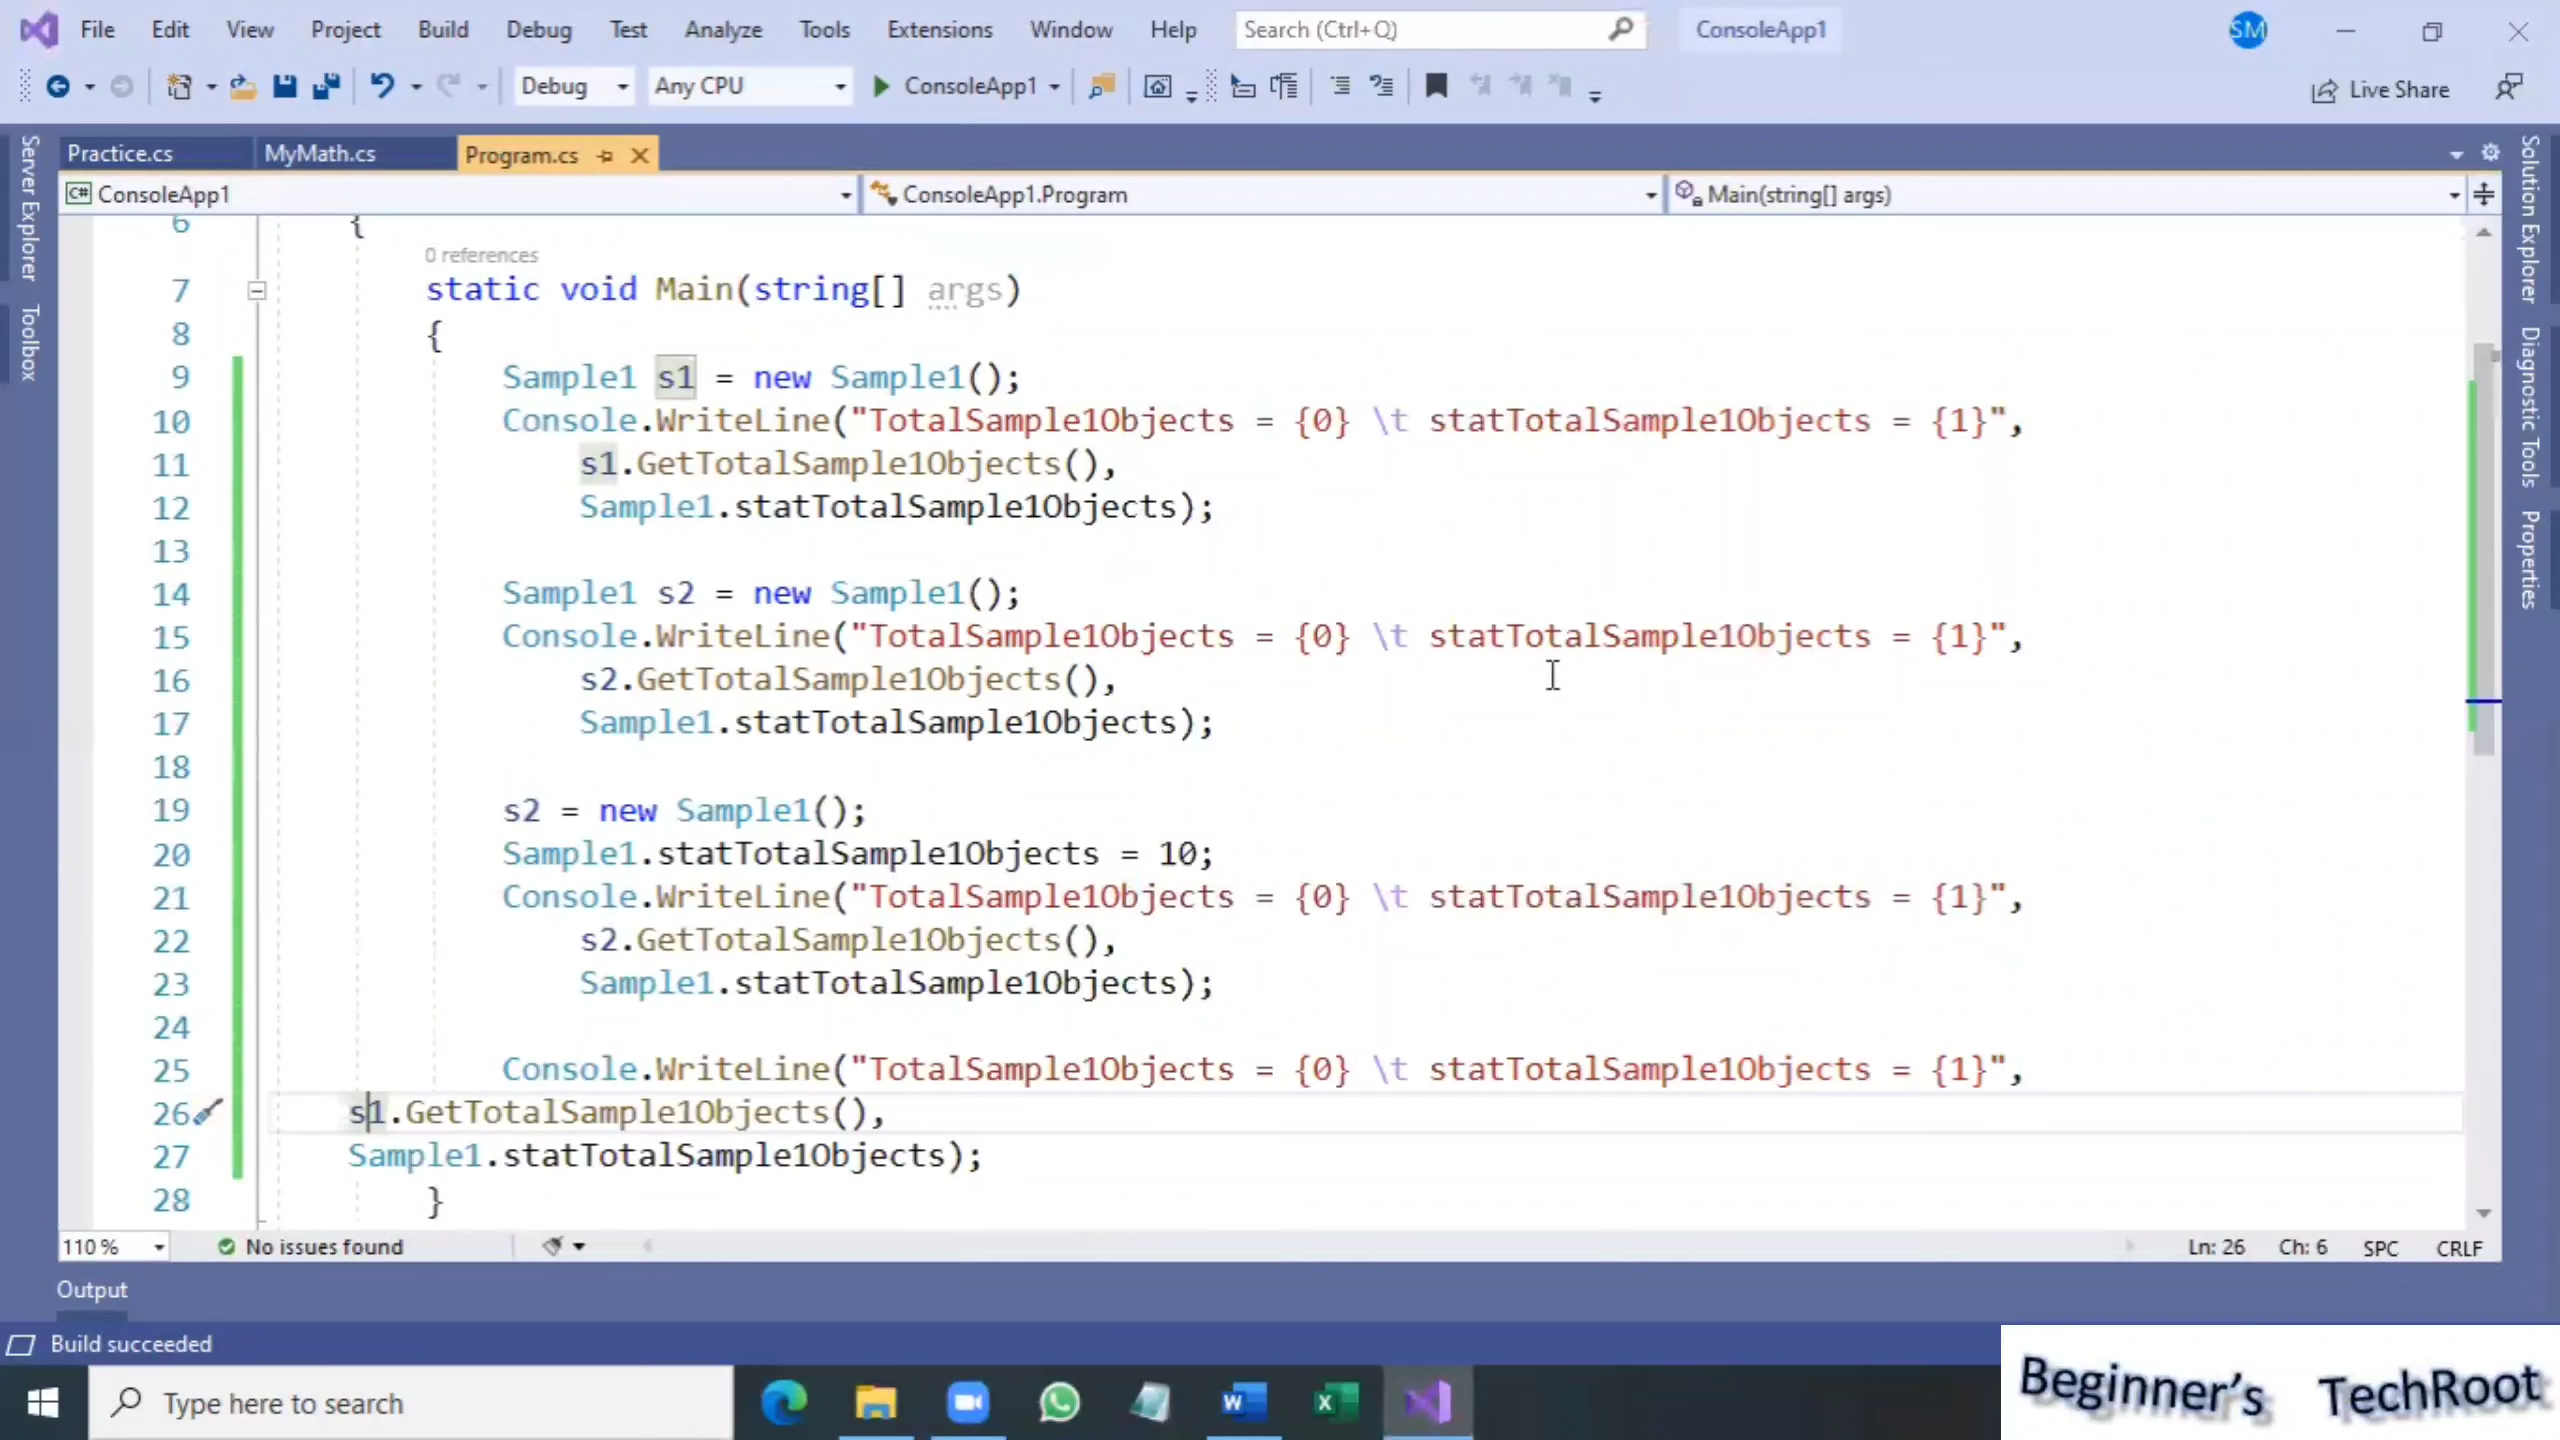 File Edit View Project Build Debug Test Analyze Tools Extensions Window Help Search (Ctrl+Q) ConsoleApp1 SM
Debug Any CPU ConsoleApp1 Live Share
Practice.cs MyMath.cs Program.cs
C# ConsoleApp1 ConsoleApp1.Program Main(string[] args)
Server Explorer
Toolbox
Solution Explorer
Diagnostic Tools
Properties
6 {
0 references
7 static void Main(string[] args)
8 {
9 Sample1 s1 = new Sample1();
10 Console.WriteLine("TotalSample1Objects = {0} \t statTotalSample1Objects = {1}",
11 s1.GetTotalSample1Objects(),
12 Sample1.statTotalSample1Objects);
13
14 Sample1 s2 = new Sample1();
15 Console.WriteLine("TotalSample1Objects = {0} \t statTotalSample1Objects = {1}",
16 s2.GetTotalSample1Objects(),
17 Sample1.statTotalSample1Objects);
18
19 s2 = new Sample1();
20 Sample1.statTotalSample1Objects = 10;
21 Console.WriteLine("TotalSample1Objects = {0} \t statTotalSample1Objects = {1}",
22 s2.GetTotalSample1Objects(),
23 Sample1.statTotalSample1Objects);
24
25 Console.WriteLine("TotalSample1Objects = {0} \t statTotalSample1Objects = {1}",
26 s1.GetTotalSample1Objects(),
27 Sample1.statTotalSample1Objects);
28 }
110 % No issues found Ln: 26 Ch: 6 SPC CRLF
Output
Build succeeded
Type here to search
Beginner's TechRoot